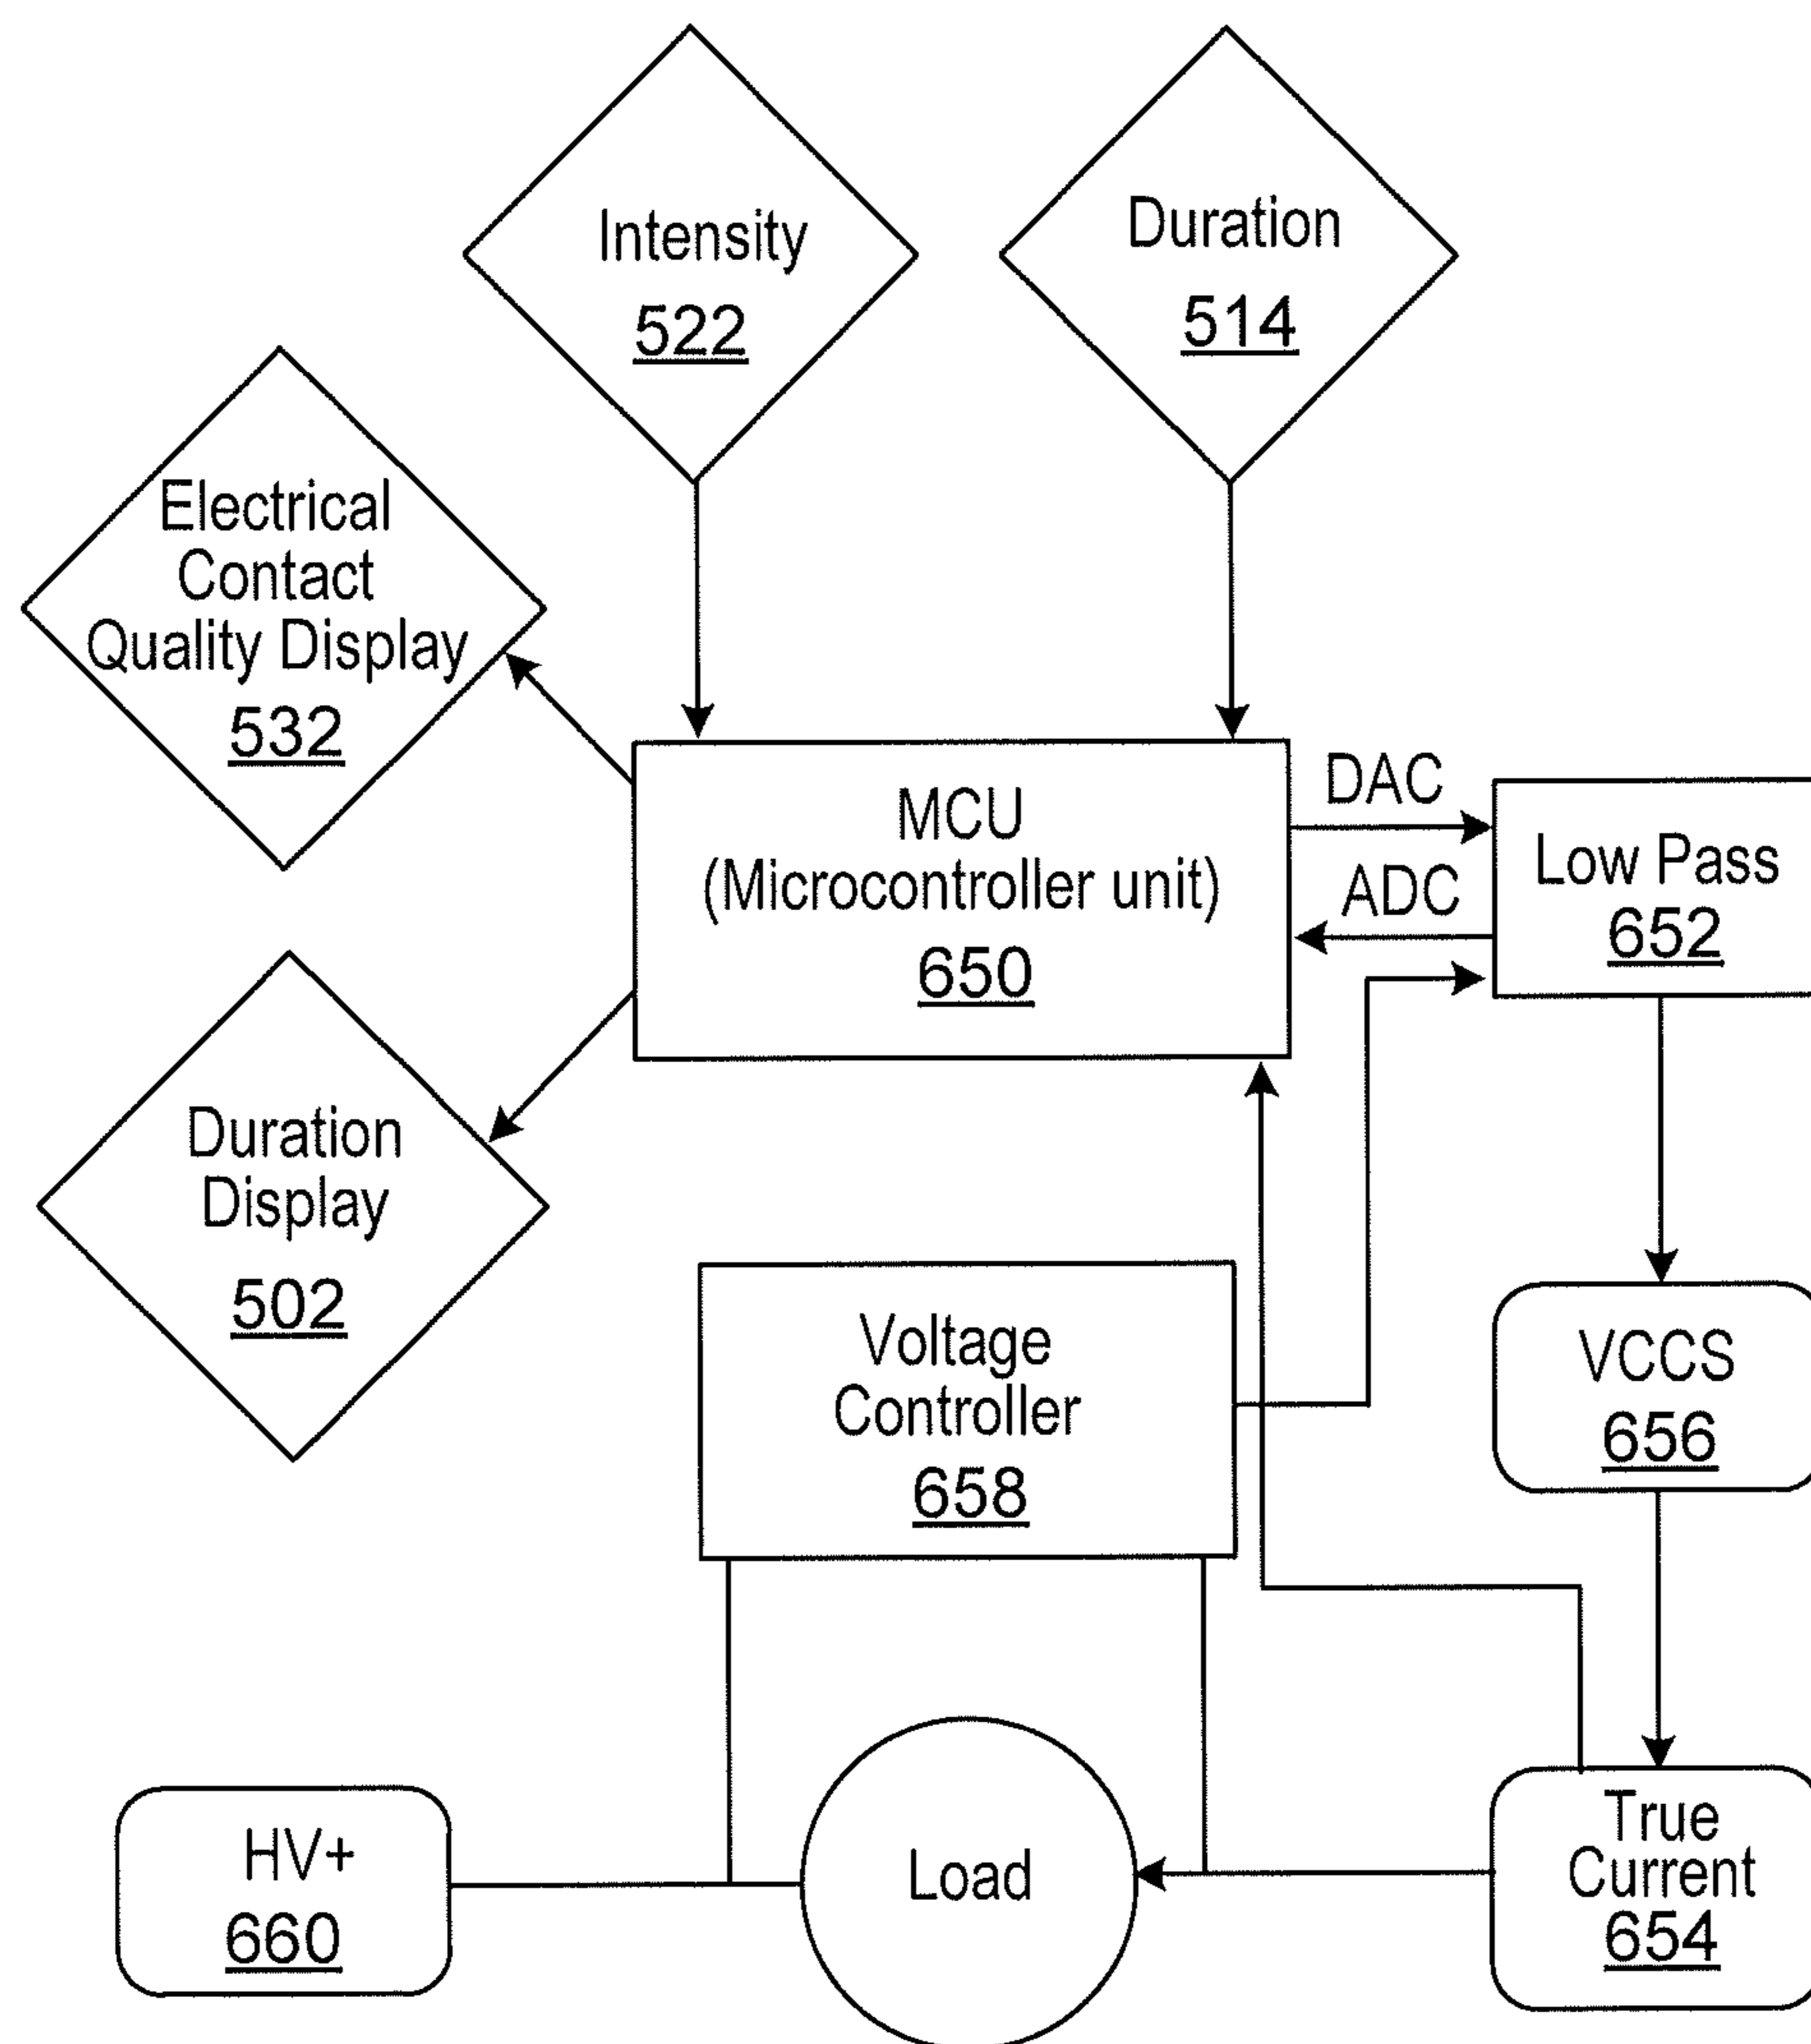 Intensity
522
Duration
514
Electrical
Contact
Quality Display
532
MCU
(Microcontroller unit)
650
DAC
ADC
Low Pass
652
Duration
Display
502
Voltage
Controller
658
VCCS
656
HV+
660
Load
True
Current
654